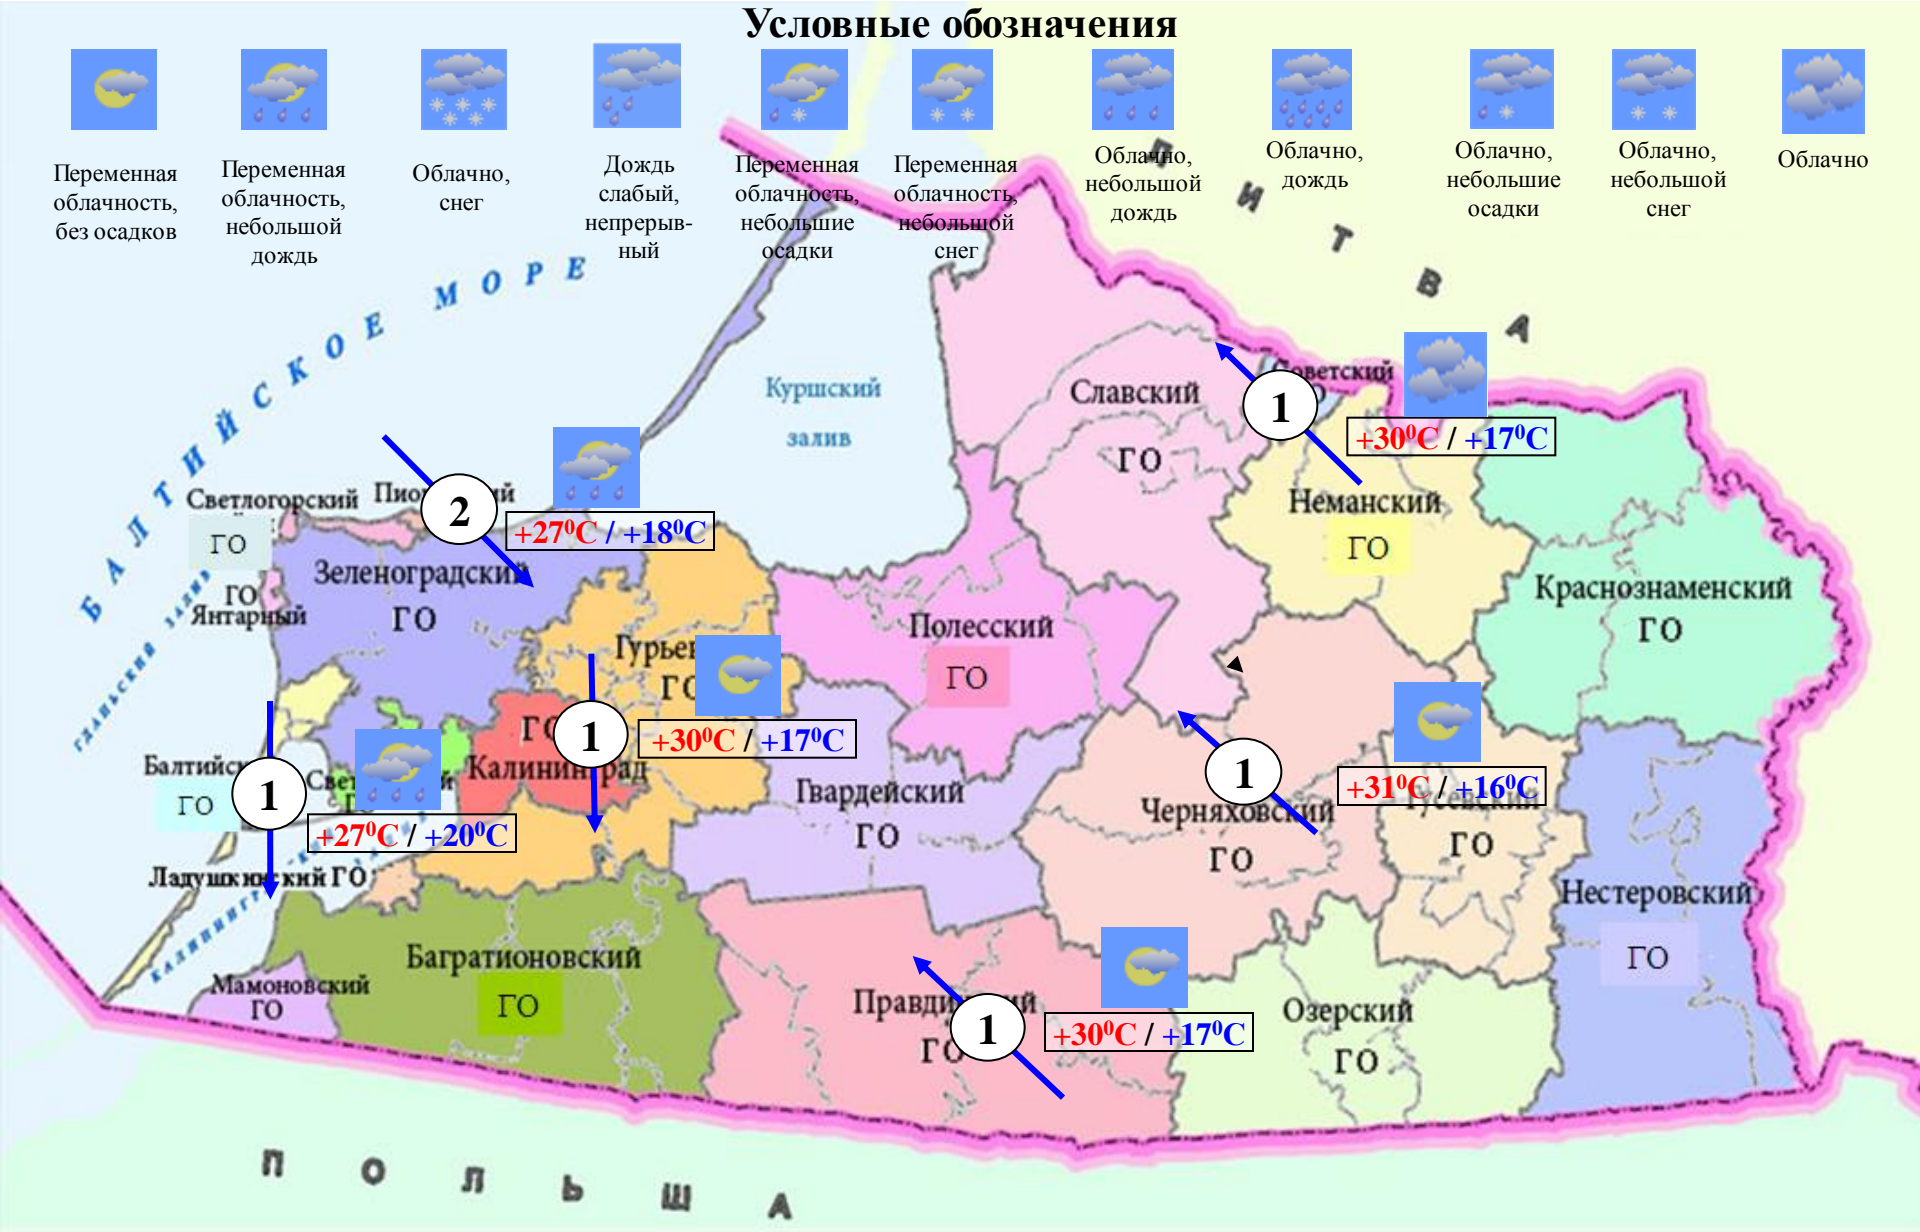 Условные обозначения
Переменная
облачность,
без осадков
Переменная
облачность,
небольшой
дождь
Облачно,
снег
Дождь
слабый,
непрерыв-
ный
Переменная
облачность,
небольшие
осадки
Переменная
облачность,
небольшой
снег
Облачно,
небольшой
дождь
Облачно,
дождь
Облачно,
небольшие
осадки
Облачно,
небольшой
снег
Облачно
ЛИТВА
БАЛТИЙСКОЕ МОРЕ
Куршский
залив
Славский
ГО
1
+30⁰С / +17⁰С
Неманский
ГО
Светлогорский
ГО
2
+27⁰С / +18⁰С
Зеленоградский
ГО
ГО
Янтарный
Краснознаменский
ГО
Полесский
ГО
ГО
1
+30⁰С / +17⁰С
Калининград
Гвардейский
ГО
1
+31⁰С / +16⁰С
Черняховский
ГО
Гусевский
ГО
ГО
1
+27⁰С / +20⁰С
Ладушкинский ГО
Нестеровский
ГО
Багратионовский
ГО
Мамоновский
ГО
Правдинский
ГО
1
+30⁰С / +17⁰С
Озерский
ГО
ПОЛЬША